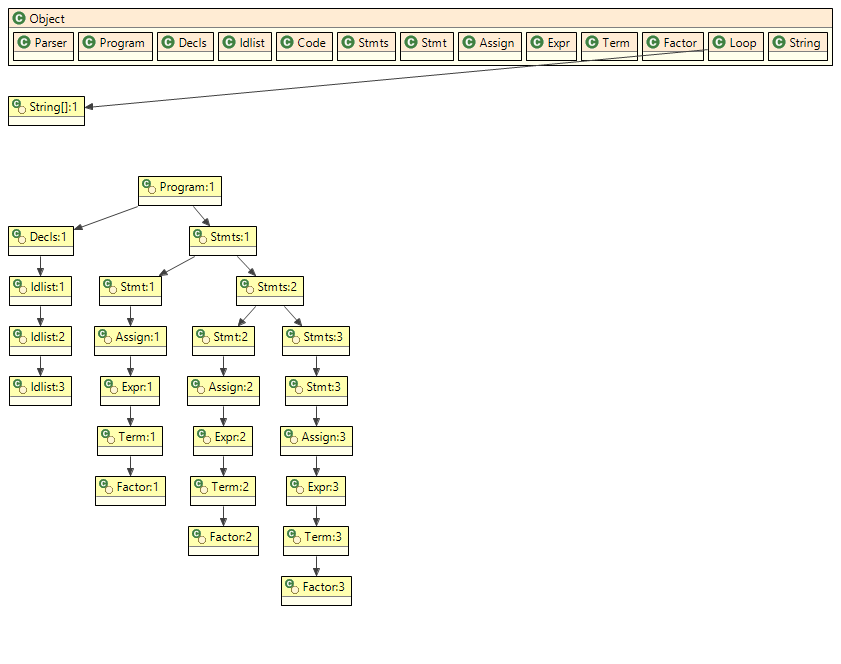 Object
Parser Program Decls Idlist Code Stmts Stmt Assign Expr Term Factor Loop String
String[]:1
Program:1
Decls:1 Stmts:1
Idlist:1 Stmt:1 Stmts:2
Idlist:2 Assign:1 Stmt:2 Stmts:3
Idlist:3 Expr:1 Assign:2 Stmt:3
Term:1 Expr:2 Assign:3
Factor:1 Term:2 Expr:3
Factor:2 Term:3
Factor:3